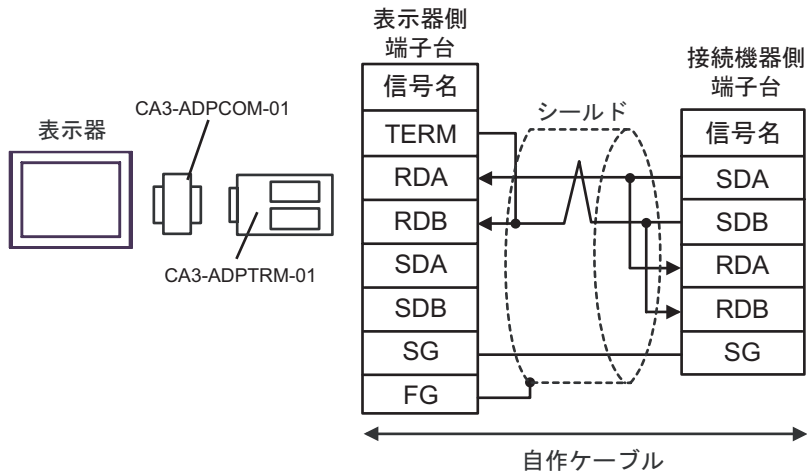 表示器
CA3-ADPCOM-01
CA3-ADPTRM-01
表示器側
端子台
信号名
TERM
RDA
RDB
SDA
SDB
SG
FG
シールド
接続機器側
端子台
信号名
SDA
SDB
RDA
RDB
SG
自作ケーブル